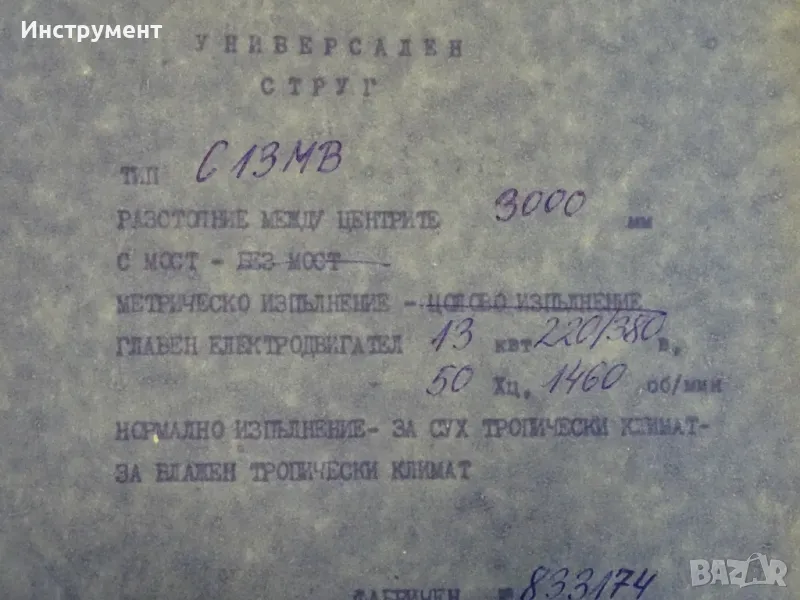 Инструмент
УНИВЕРСАЛЕН
СТРУГ
ТИП С13МВ
РАЗСТОЯНИЕ МЕЖДУ ЦЕНТРИТЕ 3000 мм
С МОСТ - БЕЗ МОСТ
МЕТРИЧЕСКО ИЗПЪЛНЕНИЕ - ЦОЛОВО ИЗПЪЛНЕНИЕ
ГЛАВЕН ЕЛЕКТРОДВИГАТЕЛ 13 квт 220/380 в,
50 Хц, 1460 об/мин
НОРМАЛНО ИЗПЪЛНЕНИЕ - ЗА СУХ ТРОПИЧЕСКИ КЛИМАТ-
ЗА ВЛАЖЕН ТРОПИЧЕСКИ КЛИМАТ
ФАБРИЧЕН № 833174
BAZAR